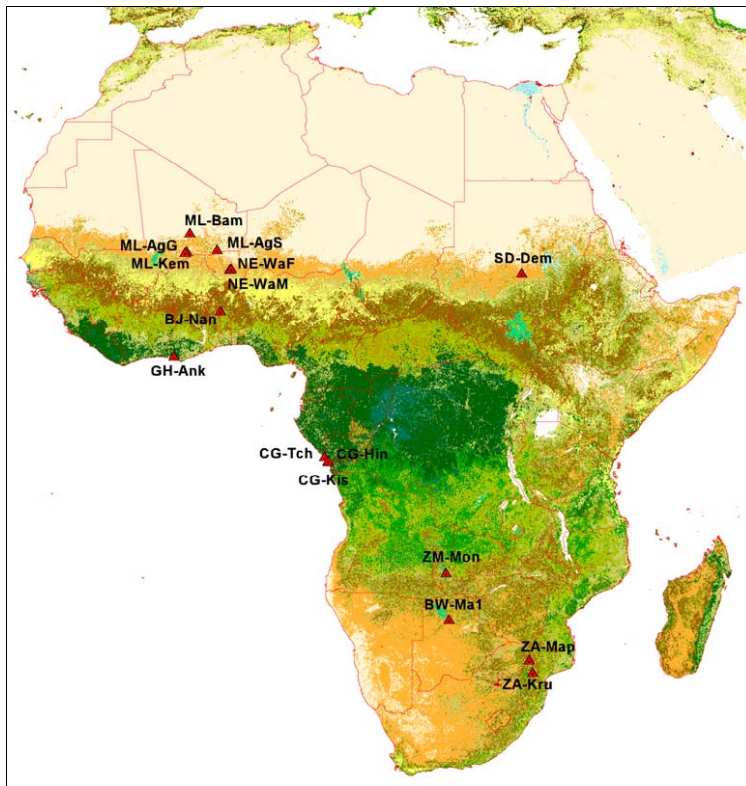 ML-Bam
ML-AgG
ML-AgS
ML-Kem
NE-WaF
SD-Dem
NE-WaM
BJ-Nan
GH-Ank
CG-Tch
CG-Hin
CG-Kis
ZM-Mon
BW-Ma1
ZA-Map
ZA-Kru